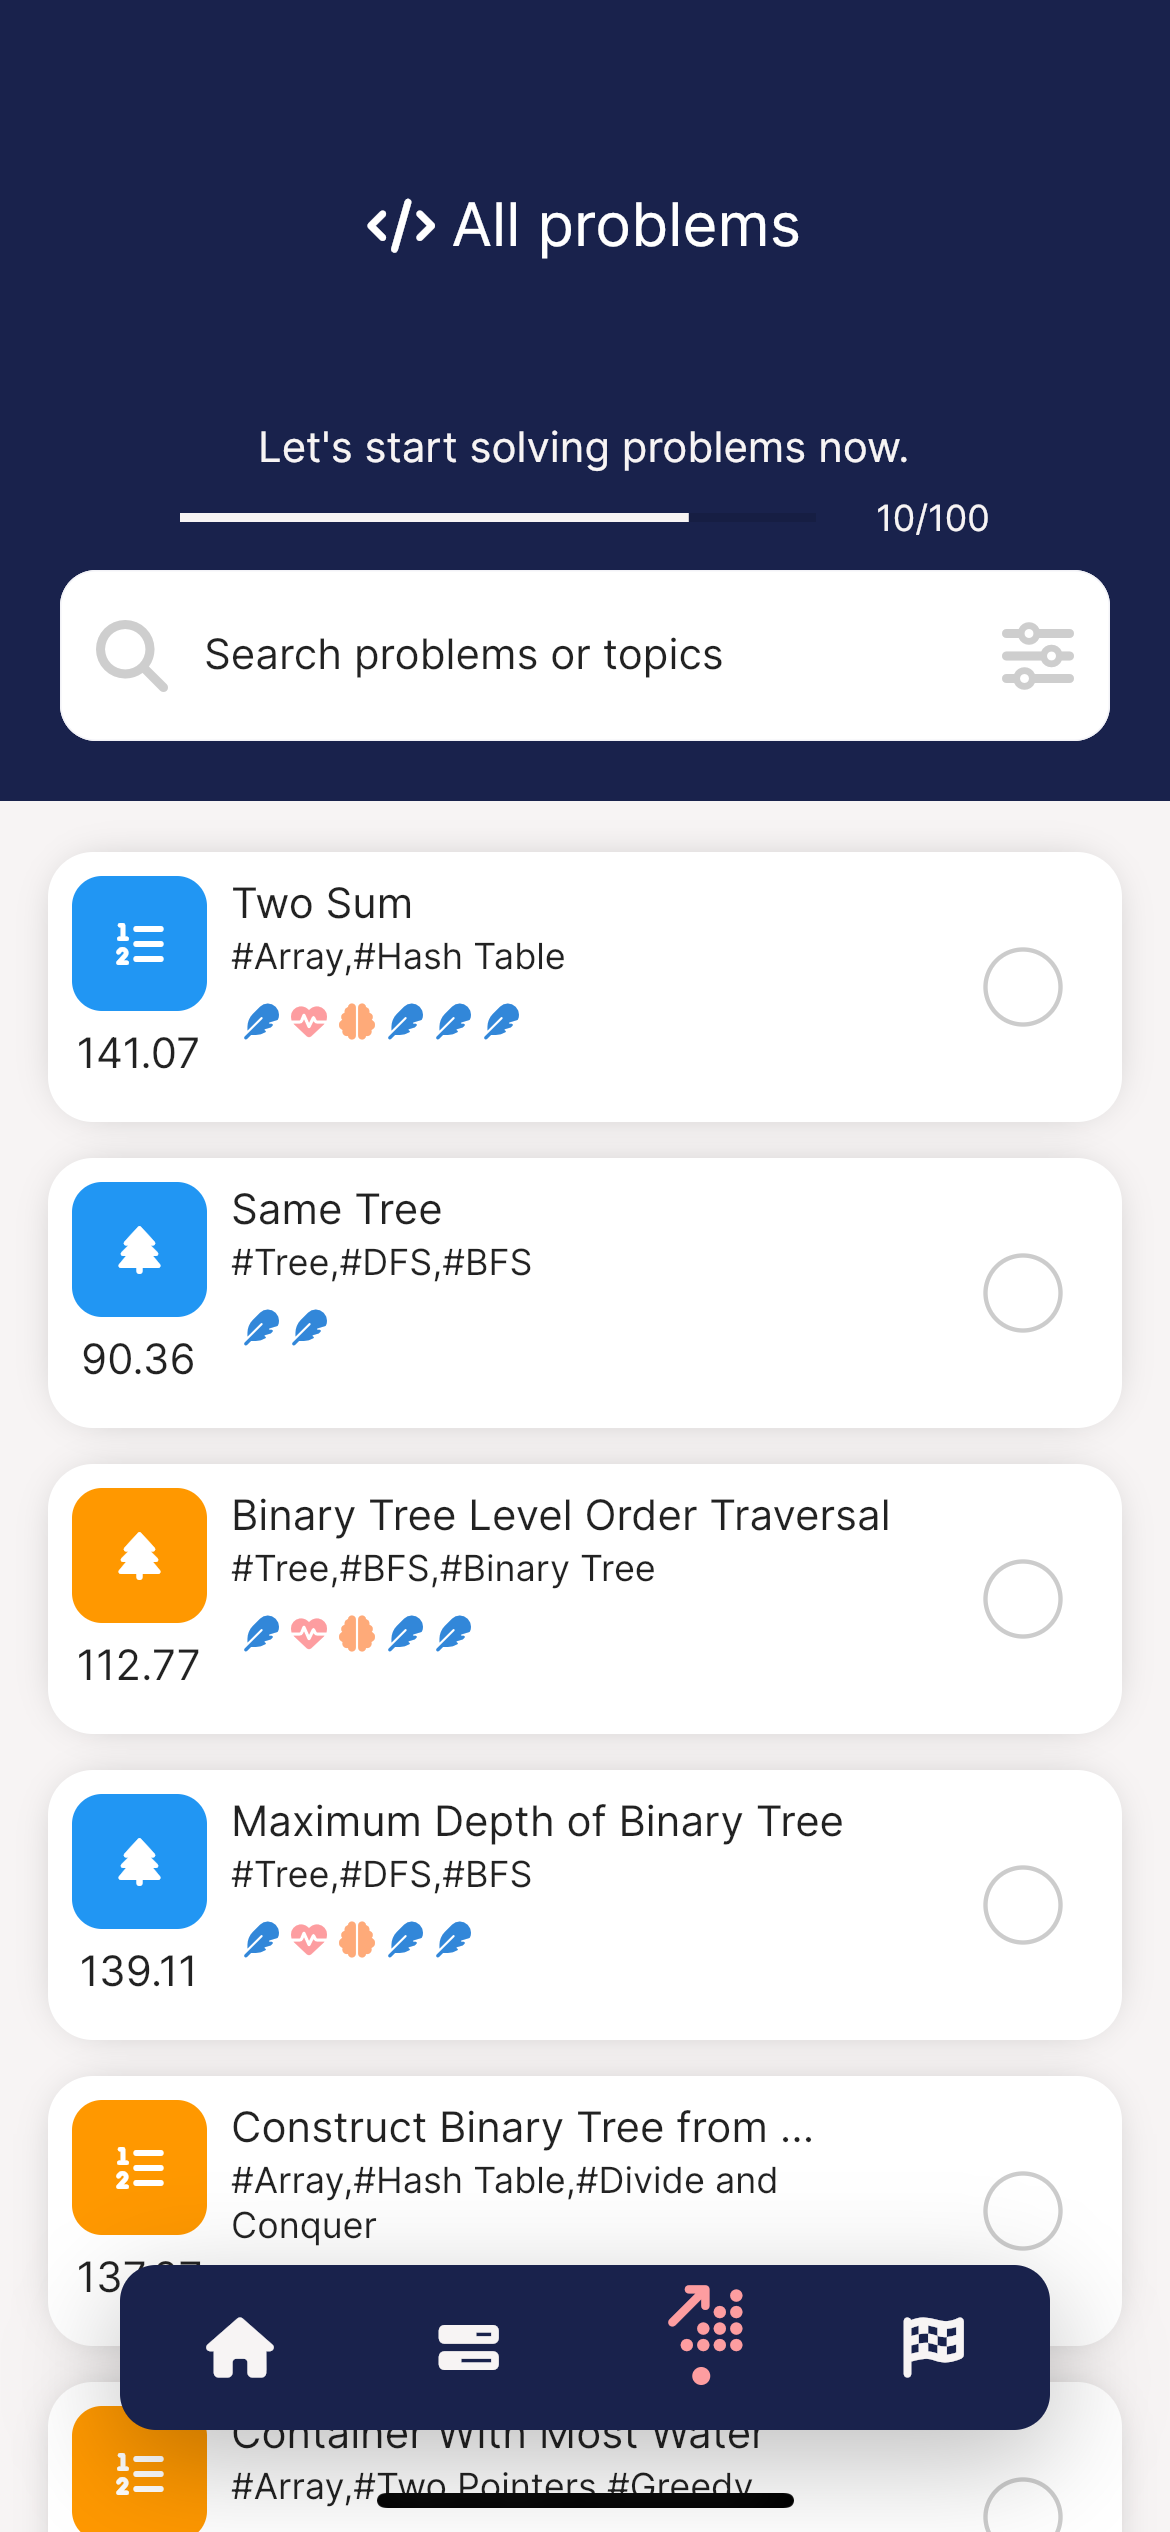 All problems
Let's start solving problems now.
10/100
Search problems or topics
Two Sum
#Array,#Hash Table
141.07
Same Tree
#Tree,#DFS,#BFS
90.36
Binary Tree Level Order Traversal
#Tree,#BFS,#Binary Tree
112.77
Maximum Depth of Binary Tree
#Tree,#DFS,#BFS
139.11
Construct Binary Tree from ...
#Array,#Hash Table,#Divide and
Conquer
Container With Most Water
#Array,#Two Pointers,#Greedy